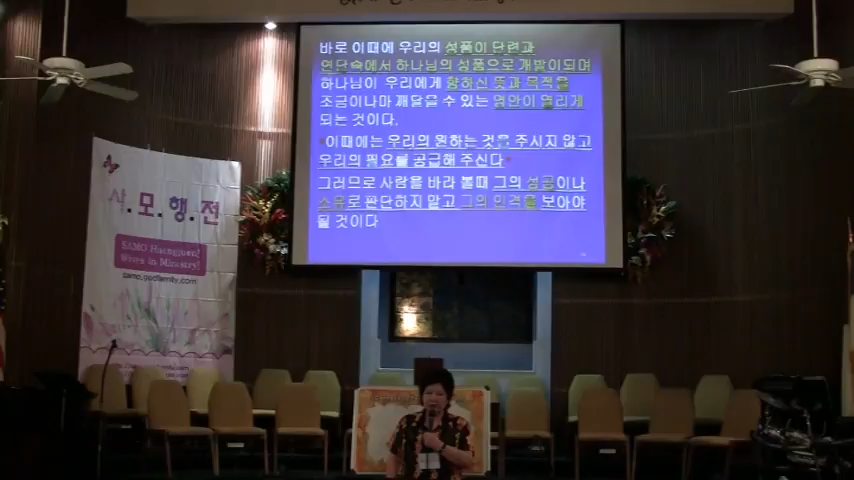 바로 이때에 우리의 성품이 단련과
연단속에서 하나님의 성품으로 개발이되며
하나님이 우리에게 향하신 뜻과 목적을
조금이나마 깨달을 수 있는 영안이 열리게
되는 것이다.
*이때에는 우리의 원하는 것을 주시지 않고
우리의 필요를 공급해 주신다*
그러므로 사람을 바라 볼때 그의 성공이나
소유로 판단하지 말고 그의 인격을 보아야
될 것이다
사.모.행.전
SAMO Haengjeon!
Wives in Ministry!
samo.godfamily.com